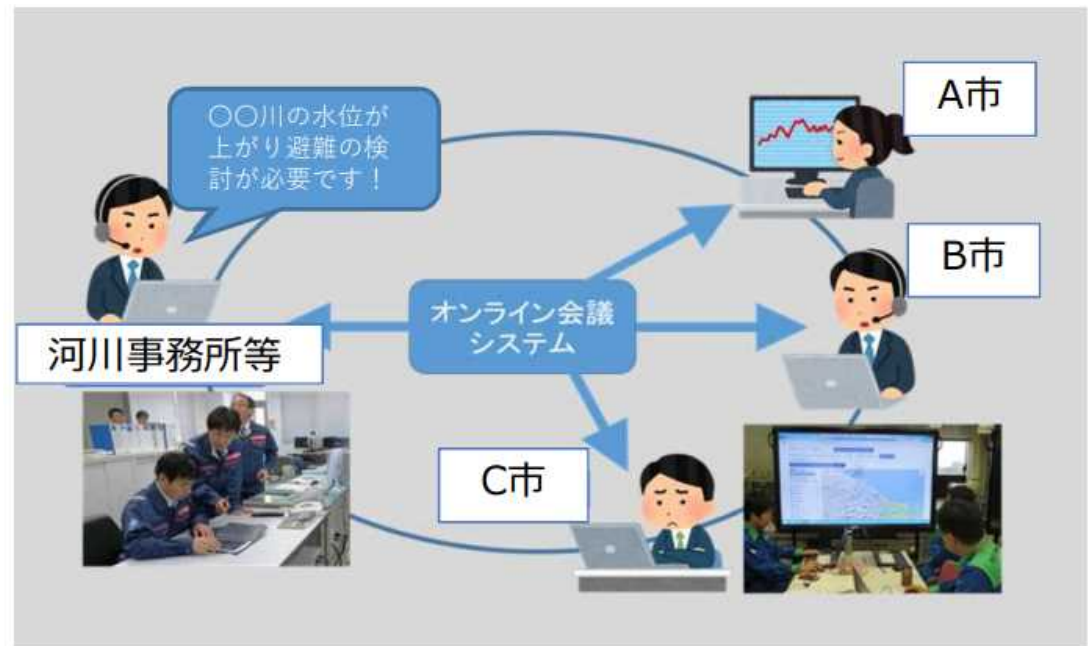 〇〇川の水位が
上がり避難の検
討が必要です！
A市
B市
オンライン会議
システム
河川事務所等
C市